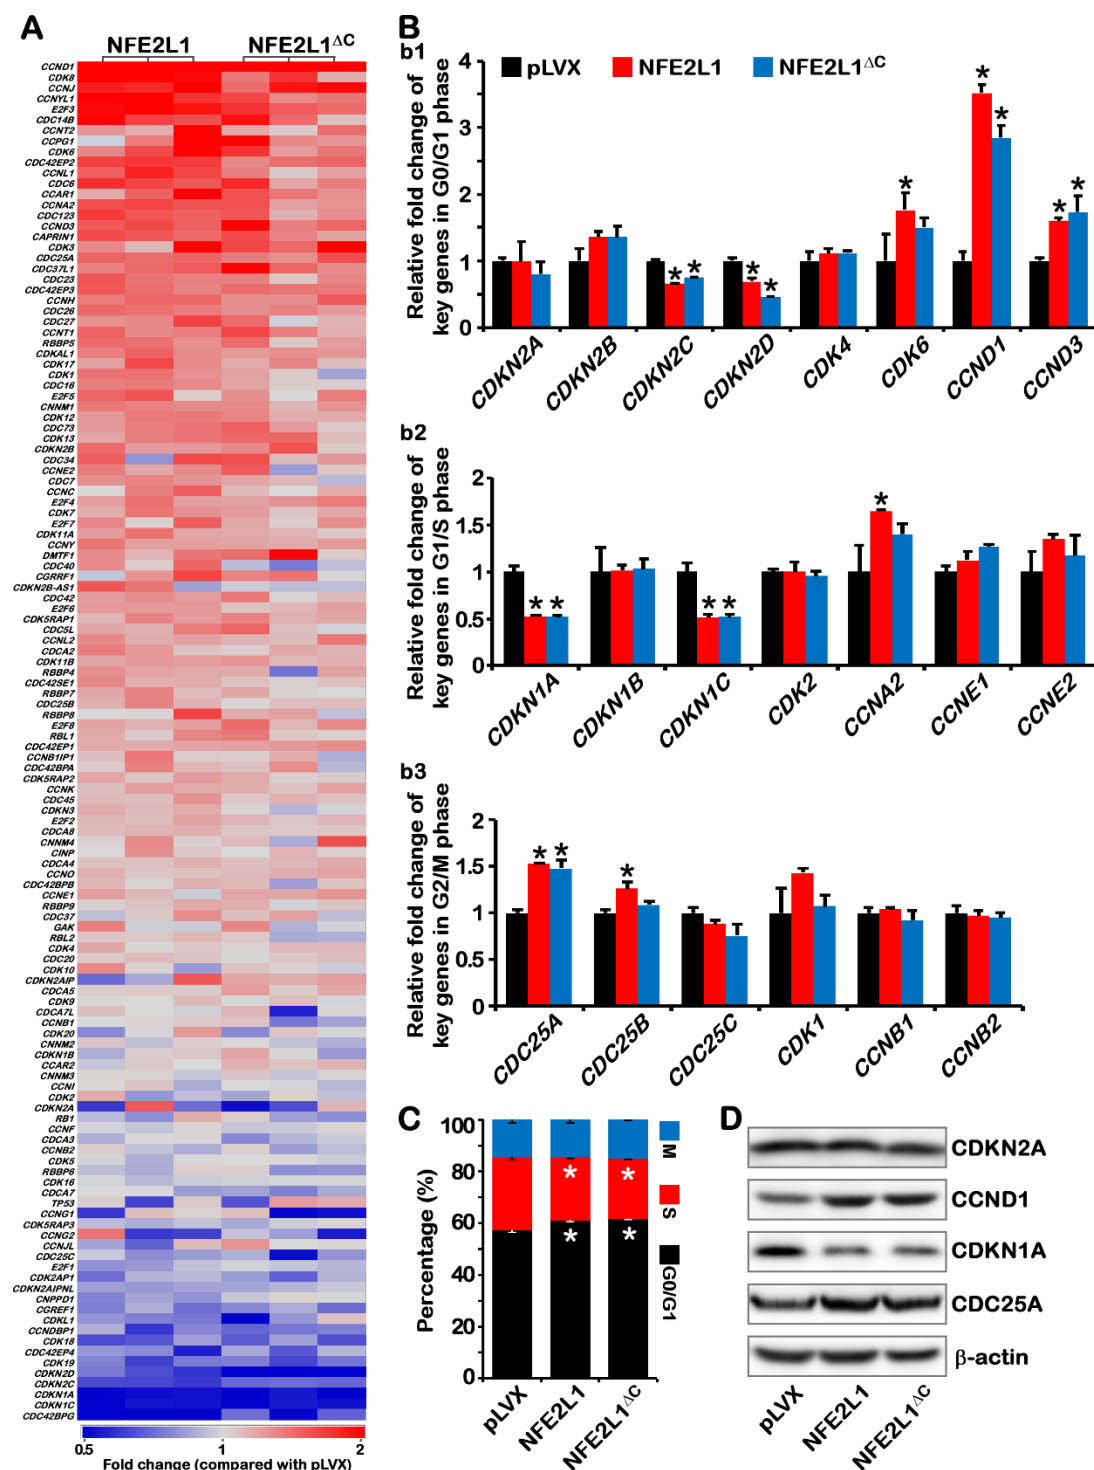 A
NFE2L1
NFE2L1ΔC
CCND1
CDK8
CCNJ
CCNYL1
E2F3
CDC14B
CCNT2
CCPG1
CDK6
CDC42EP2
CCNL1
CDC6
CCAR1
CCNA2
CDC123
CCND3
CAPRIN1
CDK3
CDC25A
CDC37L1
CDC23
CDC42EP3
CCNH
CDC26
CDC27
CCNT1
RBBP5
CDKAL1
CDK17
CDK1
CDC16
E2F5
CNNM1
CDK12
CDC73
CDK13
CDKN2B
CDC34
CCNE2
CDC7
CCNC
E2F4
CDK7
E2F7
CDK11A
CCNY
DMTF1
CDC40
CGRRF1
CDKN2B-AS1
CDC42
E2F6
CDK5RAP1
CDC5L
CCNL2
CDCA2
CDK11B
RBBP4
CDC42SE1
RBBP7
CDC25B
RBBP8
E2F8
RBL1
CDC42EP1
CCNB1IP1
CDC42BPA
CDK5RAP2
CCNK
CDC45
CDKN3
E2F2
CDCA8
CNNM4
CINP
CDCA4
CCNO
CDC42BPB
CCNE1
RBBP9
CDC37
GAK
RBL2
CDK4
CDC20
CDK10
CDKN2AIP
CDCA5
CDK9
CDCA7L
CCNB1
CDK20
CNNM2
CDKN1B
CCAR2
CNNM3
CCNI
CDK2
CDKN2A
RB1
CCNF
CDCA3
CCNB2
CDK5
RBBP6
CDK16
CDCA7
TP53
CCNG1
CDK5RAP3
CCNG2
CCNJL
CDC25C
E2F1
CDK2AP1
CDKN2AIPNL
CNPPD1
CGREF1
CDKL1
CCNDBP1
CDK18
CDC42EP4
CDK19
CDKN2D
CDKN2C
CDKN1A
CDKN1C
CDC42BPG
0.5 1 2
Fold change (compared with pLVX)
B
b1
pLVX NFE2L1 NFE2L1ΔC
Relative fold change of
key genes in G0/G1 phase
4
3
2
1
0
* * * * * * * * *
CDKN2A CDKN2B CDKN2C CDKN2D CDK4 CDK6 CCND1 CCND3
b2
Relative fold change of
key genes in G1/S phase
2
1.5
1
0.5
0
* * * * *
CDKN1A CDKN1B CDKN1C CDK2 CCNA2 CCNE1 CCNE2
b3
Relative fold change of
key genes in G2/M phase
2
1.5
1
0.5
0
* * *
CDC25A CDC25B CDC25C CDK1 CCNB1 CCNB2
C
Percentage (%)
100
80
60
40
20
0
* *
* *
M
S
G0/G1
pLVX NFE2L1 NFE2L1ΔC
D
CDKN2A
CCND1
CDKN1A
CDC25A
β-actin
pLVX NFE2L1 NFE2L1ΔC